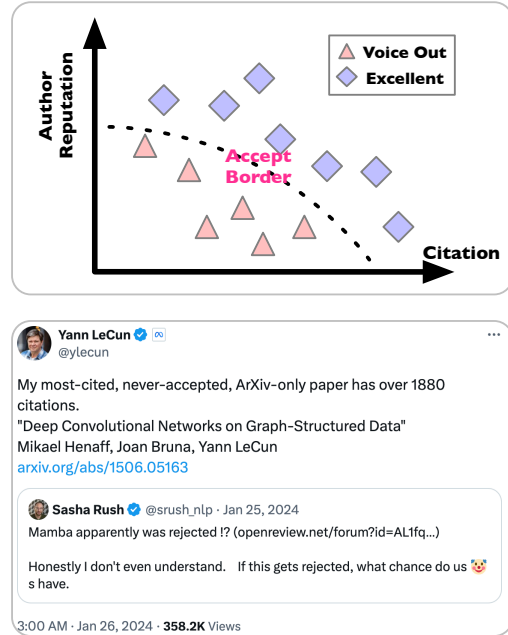 Author
Reputation
Voice Out
Excellent
Accept
Border
Citation
Yann LeCun
@ylecun
My most-cited, never-accepted, ArXiv-only paper has over 1880
citations.
"Deep Convolutional Networks on Graph-Structured Data"
Mikael Henaff, Joan Bruna, Yann LeCun
arxiv.org/abs/1506.05163
Sasha Rush @srush_nlp · Jan 25, 2024
Mamba apparently was rejected !? (openreview.net/forum?id=AL1fq...)
Honestly I don't even understand. If this gets rejected, what chance do us 🤡
s have.
3:00 AM · Jan 26, 2024 · 358.2K Views